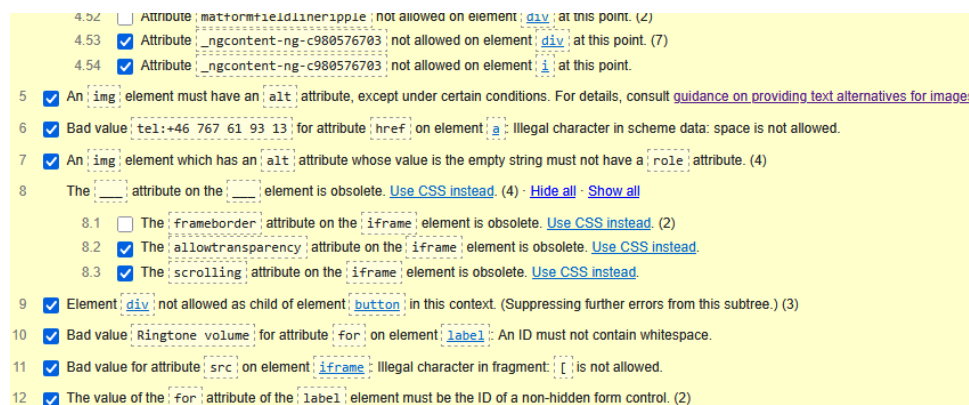 4.52 Attribute matformfieldlineripple not allowed on element div at this point. (2)
4.53 Attribute _ngcontent-ng-c980576703 not allowed on element div at this point. (7)
4.54 Attribute _ngcontent-ng-c980576703 not allowed on element i at this point.
5 An img element must have an alt attribute, except under certain conditions. For details, consult guidance on providing text alternatives for images
6 Bad value tel:+46 767 61 93 13 for attribute href on element a: Illegal character in scheme data: space is not allowed.
7 An img element which has an alt attribute whose value is the empty string must not have a role attribute. (4)
8 The ___ attribute on the ___ element is obsolete. Use CSS instead. (4) · Hide all · Show all
8.1 The frameborder attribute on the iframe element is obsolete. Use CSS instead. (2)
8.2 The allowtransparency attribute on the iframe element is obsolete. Use CSS instead.
8.3 The scrolling attribute on the iframe element is obsolete. Use CSS instead.
9 Element div not allowed as child of element button in this context. (Suppressing further errors from this subtree.) (3)
10 Bad value Ringtone volume for attribute for on element label: An ID must not contain whitespace.
11 Bad value for attribute src on element iframe: Illegal character in fragment: [ is not allowed.
12 The value of the for attribute of the label element must be the ID of a non-hidden form control. (2)